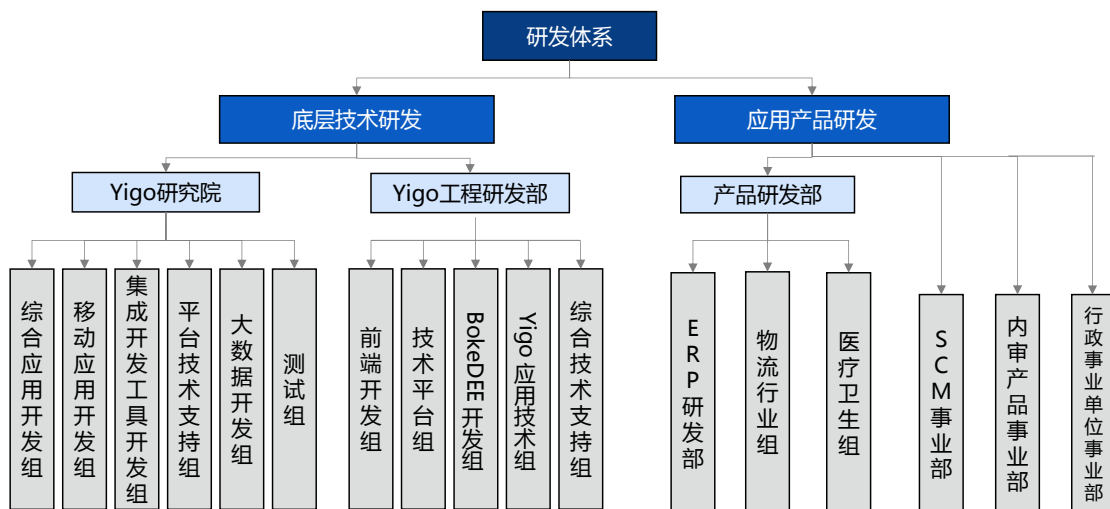 研发体系
底层技术研发
应用产品研发
Yigo研究院
Yigo工程研发部
产品研发部
综合应用开发组
移动应用开发组
集成开发工具开发组
平台技术支持组
大数据开发组
测试组
前端开发组
技术平台组
BokeDEE开发组
Yigo应用技术组
综合技术支持组
ERP研发部
物流行业组
医疗卫生组
SCM事业部
内审产品事业部
行政事业单位事业部